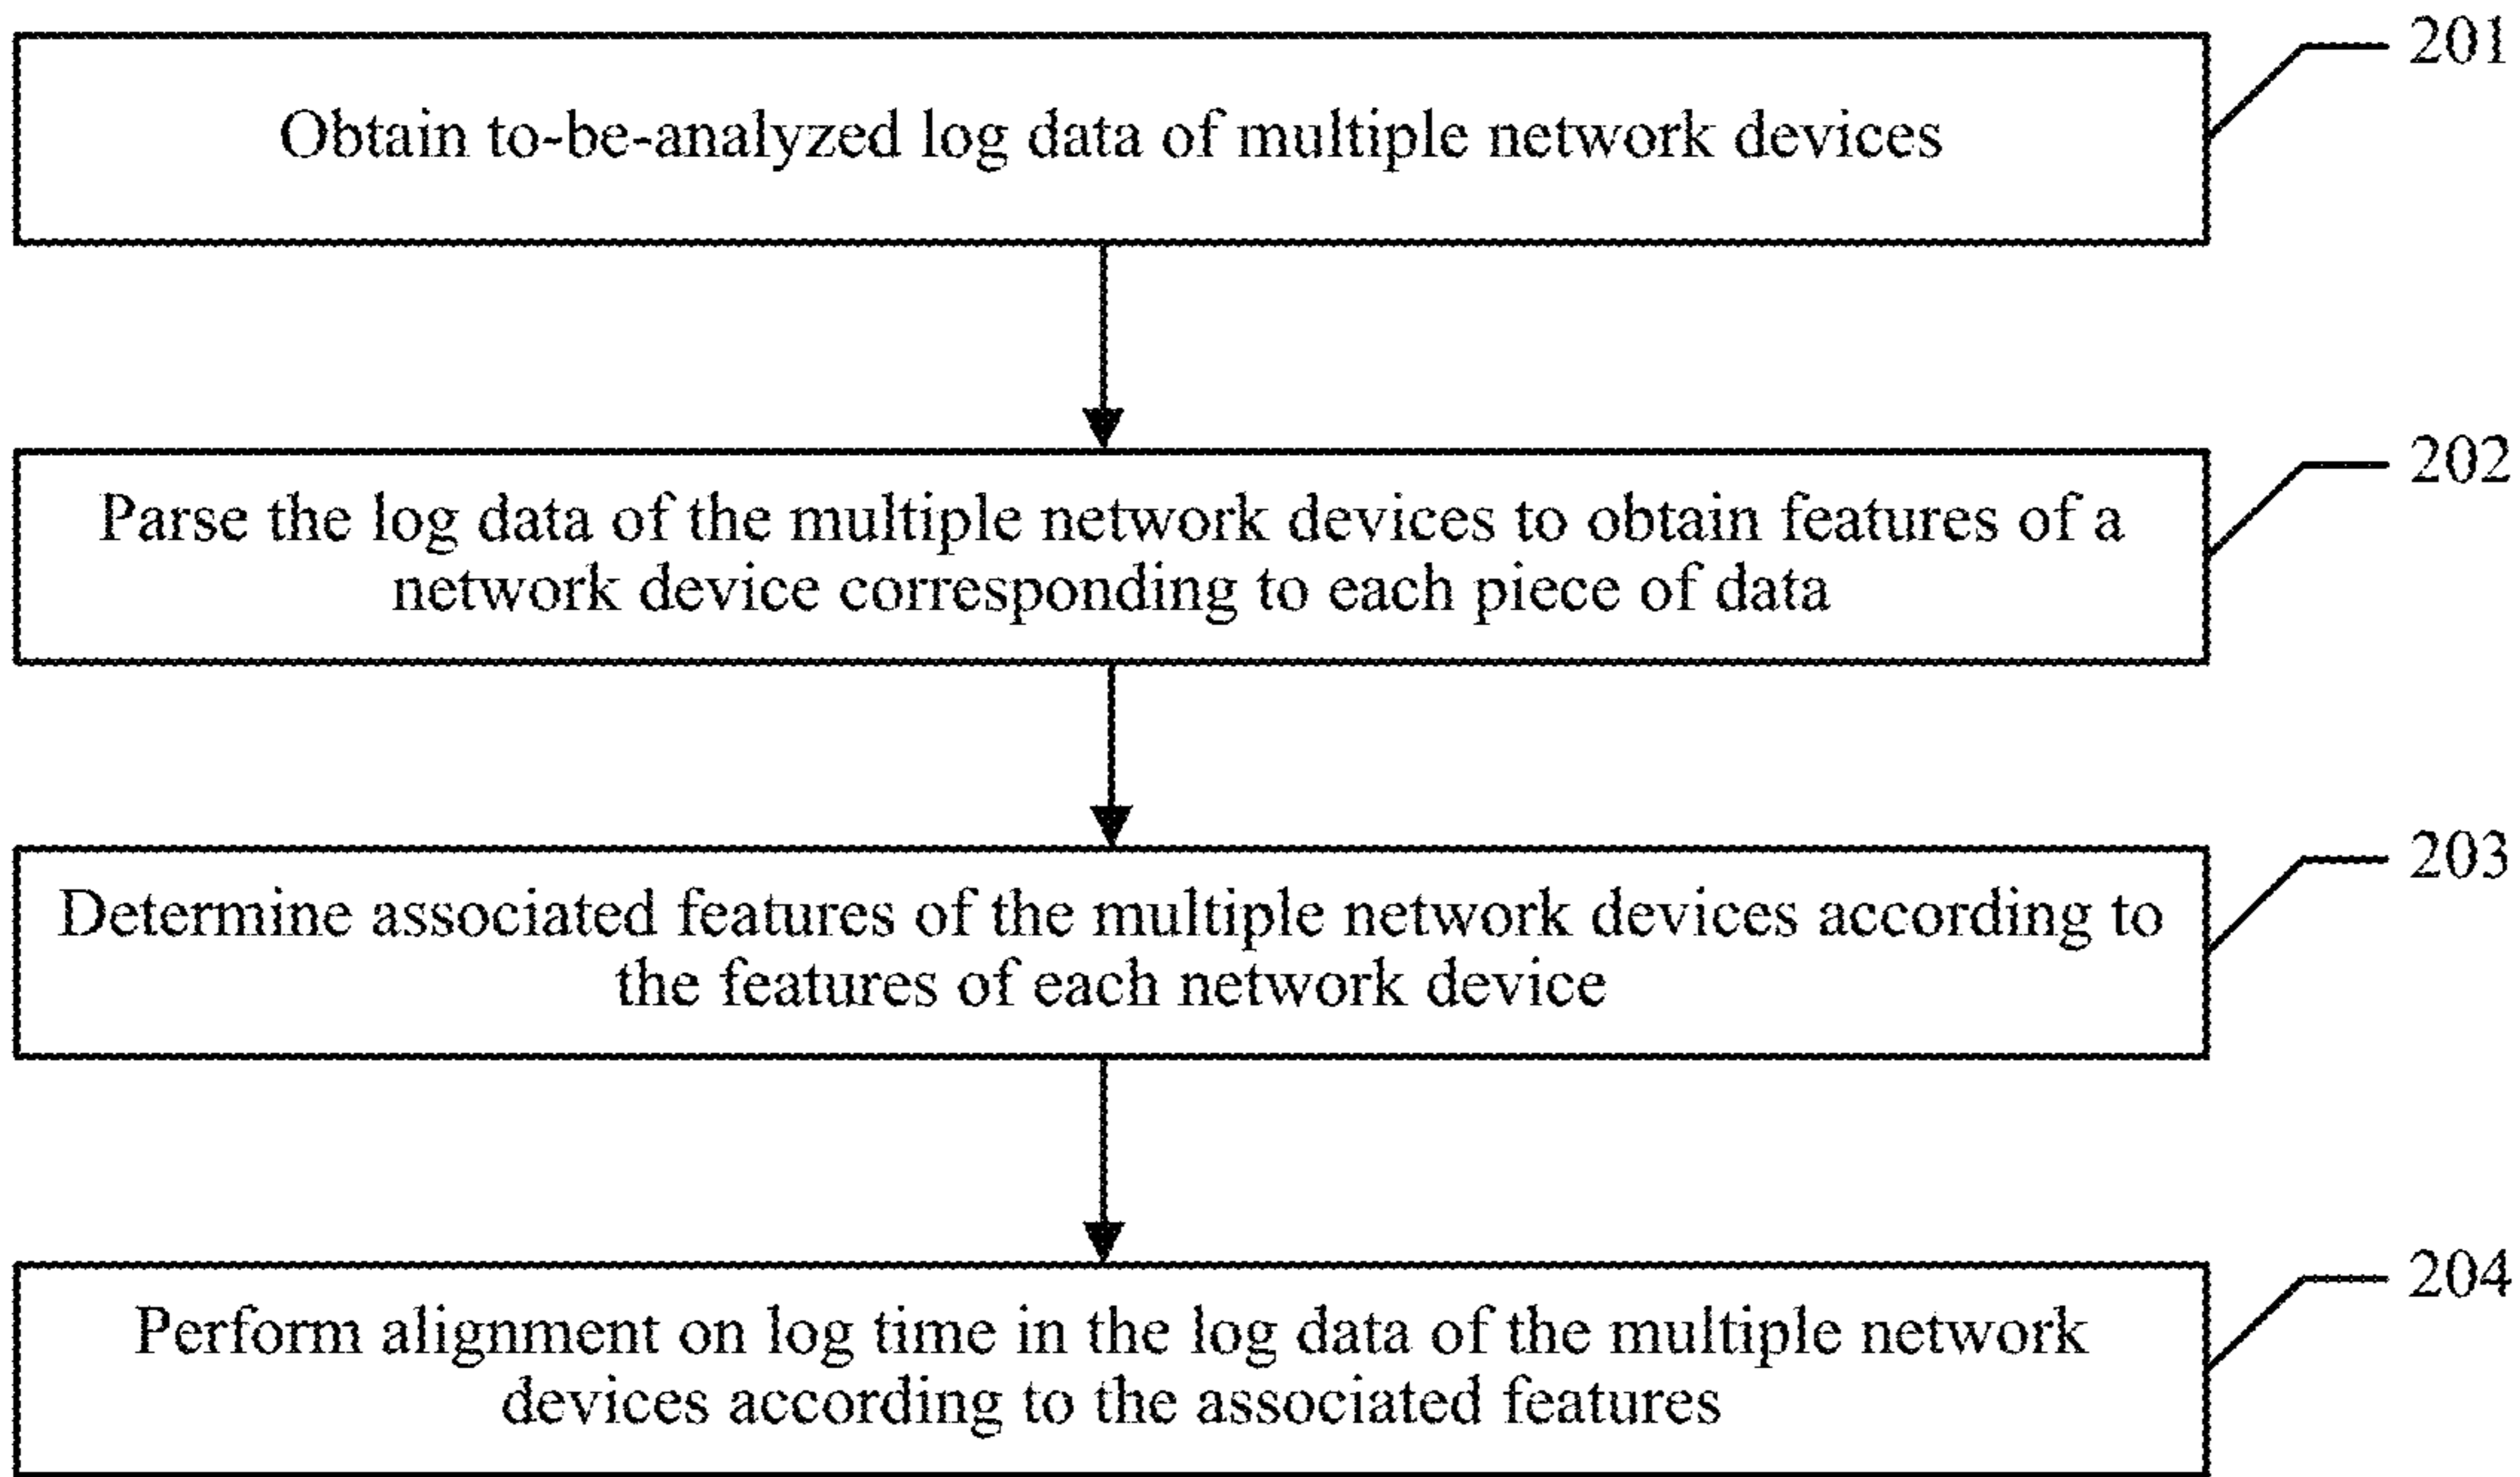 201
Obtain to-be-analyzed log data of multiple network devices
202
Parse the log data of the multiple network devices to obtain features of a
network device corresponding to each piece of data
203
Determine associated features of the multiple network devices according to
the features of each network device
204
Perform alignment on log time in the log data of the multiple network
devices according to the associated features